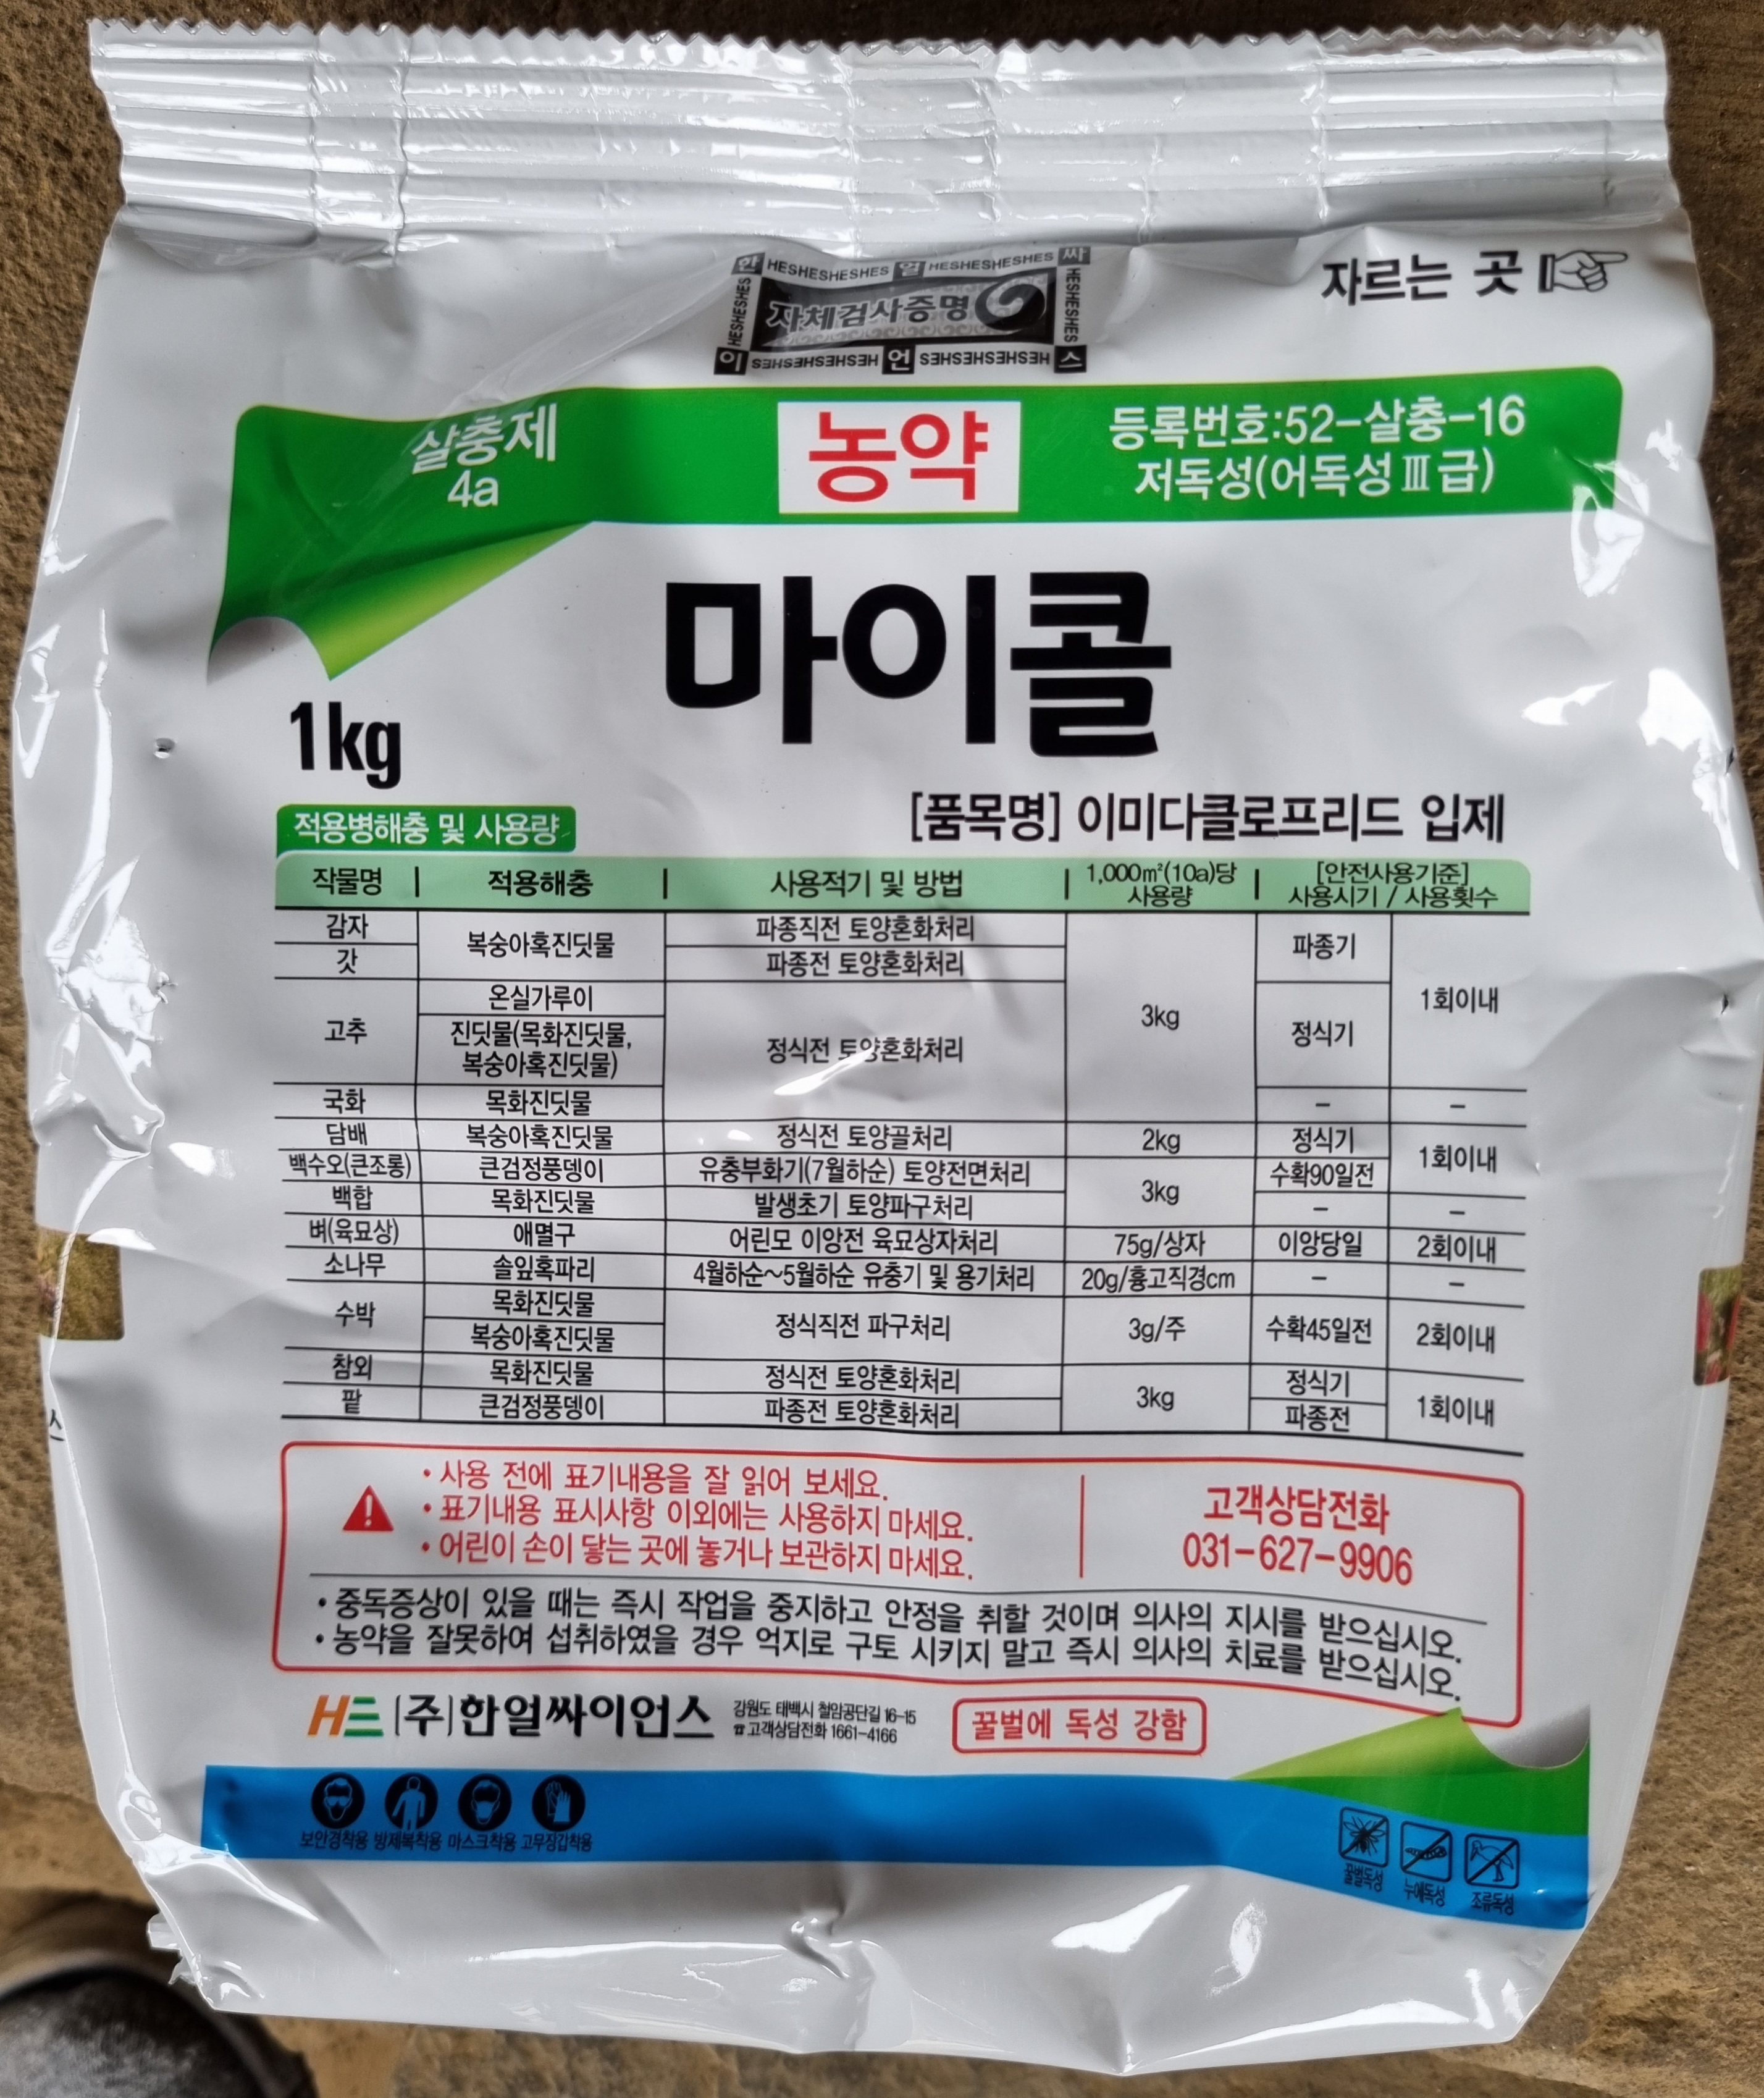 한 HESHESHESHES 얼 HESHESHESHES 싸
HESHESHES 자체검사증명 HESHESHES
이 HESHESHESHES 언 HESHESHESHES 스
자르는 곳
살충제
4a
농약
등록번호:52-살충-16
저독성(어독성Ⅲ급)
마이콜
1kg
[품목명] 이미다클로프리드 입제
적용병해충 및 사용량
작물명 | 적용해충 | 사용적기 및 방법 | 1,000㎡(10a)당 사용량 | [안전사용기준] 사용시기 / 사용횟수
감자 복숭아혹진딧물 파종직전 토양혼화처리 3kg 파종기 1회이내
갓 파종전 토양혼화처리
고추 온실가루이 정식전 토양혼화처리 정식기
진딧물(목화진딧물,
복숭아혹진딧물)
국화 목화진딧물 - -
담배 복숭아혹진딧물 정식전 토양골처리 2kg 정식기 1회이내
백수오(큰조롱) 큰검정풍뎅이 유충부화기(7월하순) 토양전면처리 3kg 수확90일전
백합 목화진딧물 발생초기 토양파구처리 - -
벼(육묘상) 애멸구 어린모 이앙전 육묘상자처리 75g/상자 이앙당일 2회이내
소나무 솔잎혹파리 4월하순~5월하순 유충기 및 용기처리 20g/흉고직경cm - -
수박 목화진딧물 정식직전 파구처리 3g/주 수확45일전 2회이내
복숭아혹진딧물
참외 목화진딧물 정식전 토양혼화처리 3kg 정식기 1회이내
팥 큰검정풍뎅이 파종전 토양혼화처리 파종전
• 사용 전에 표기내용을 잘 읽어 보세요.
• 표기내용 표시사항 이외에는 사용하지 마세요.
• 어린이 손이 닿는 곳에 놓거나 보관하지 마세요.
고객상담전화
031-627-9906
• 중독증상이 있을 때는 즉시 작업을 중지하고 안정을 취할 것이며 의사의 지시를 받으십시오.
• 농약을 잘못하여 섭취하였을 경우 억지로 구토 시키지 말고 즉시 의사의 치료를 받으십시오.
(주)한얼싸이언스
강원도 태백시 철암공단길 16-15
☎고객상담전화 1661-4166
꿀벌에 독성 강함
보안경착용 방제복착용 마스크착용 고무장갑착용
꿀벌독성 누에독성 조류독성
스